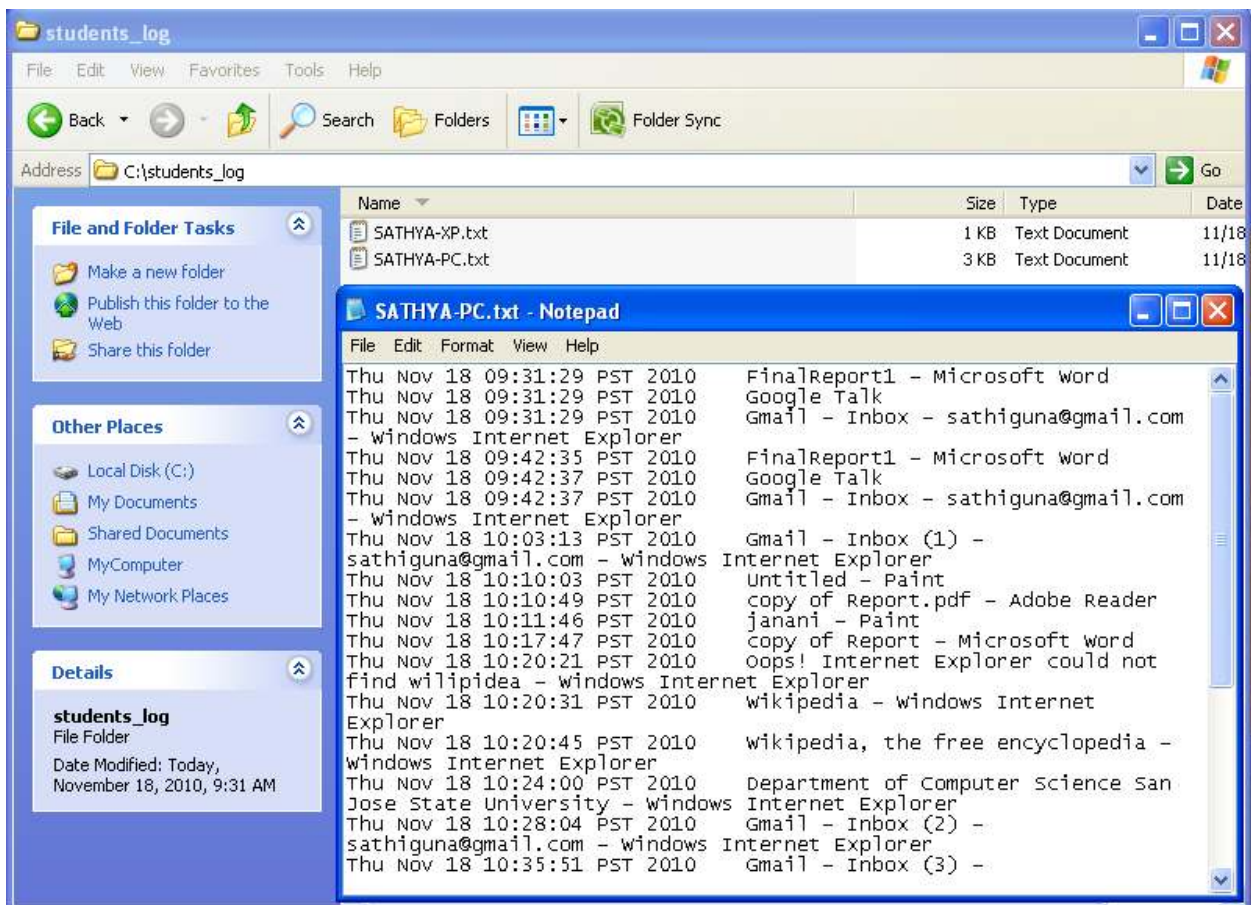 students_log
File Edit View Favorites Tools Help
Back Search Folders Folder Sync
Address C:\students_log Go
Name Size Type Date
SATHYA-XP.txt 1 KB Text Document 11/18
SATHYA-PC.txt 3 KB Text Document 11/18
File and Folder Tasks
Make a new folder
Publish this folder to the
Web
Share this folder
Other Places
Local Disk (C:)
My Documents
Shared Documents
MyComputer
My Network Places
Details
students_log
File Folder
Date Modified: Today,
November 18, 2010, 9:31 AM
SATHYA-PC.txt - Notepad
File Edit Format View Help
Thu Nov 18 09:31:29 PST 2010 FinalReport1 - Microsoft Word
Thu Nov 18 09:31:29 PST 2010 Google Talk
Thu Nov 18 09:31:29 PST 2010 Gmail - Inbox - sathiguna@gmail.com
- Windows Internet Explorer
Thu Nov 18 09:42:35 PST 2010 FinalReport1 - Microsoft Word
Thu Nov 18 09:42:37 PST 2010 Google Talk
Thu Nov 18 09:42:37 PST 2010 Gmail - Inbox - sathiguna@gmail.com
- Windows Internet Explorer
Thu Nov 18 10:03:13 PST 2010 Gmail - Inbox (1) -
sathiguna@gmail.com - Windows Internet Explorer
Thu Nov 18 10:10:03 PST 2010 Untitled - Paint
Thu Nov 18 10:10:49 PST 2010 copy of Report.pdf - Adobe Reader
Thu Nov 18 10:11:46 PST 2010 janani - Paint
Thu Nov 18 10:17:47 PST 2010 copy of Report - Microsoft Word
Thu Nov 18 10:20:21 PST 2010 Oops! Internet Explorer could not
find wilipidea - Windows Internet Explorer
Thu Nov 18 10:20:31 PST 2010 Wikipedia - Windows Internet
Explorer
Thu Nov 18 10:20:45 PST 2010 Wikipedia, the free encyclopedia -
Windows Internet Explorer
Thu Nov 18 10:24:00 PST 2010 Department of Computer Science San
Jose State University - Windows Internet Explorer
Thu Nov 18 10:28:04 PST 2010 Gmail - Inbox (2) -
sathiguna@gmail.com - Windows Internet Explorer
Thu Nov 18 10:35:51 PST 2010 Gmail - Inbox (3) -